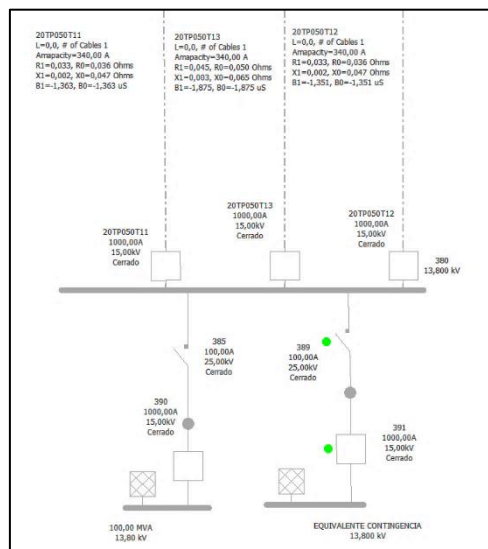 20TP050T11
L=0,0, # of Cables 1
Amapacity=340,00 A
R1=0,033, R0=0,036 Ohms
X1=0,002, X0=0,047 Ohms
B1=-1,363, B0=-1,363 uS
20TP050T13
L=0,0, # of Cables 1
Amapacity=340,00 A
R1=0,045, R0=0,050 Ohms
X1=0,003, X0=0,065 Ohms
B1=-1,875, B0=-1,875 uS
20TP050T12
L=0,0, # of Cables 1
Amapacity=340,00 A
R1=0,033, R0=0,036 Ohms
X1=0,002, X0=0,047 Ohms
B1=-1,351, B0=-1,351 uS
20TP050T11
1000,00A
15,00kV
Cerrado
20TP050T13
1000,00A
15,00kV
Cerrado
20TP050T12
1000,00A
15,00kV
Cerrado
380
13,800 kV
385
100,00A
25,00kV
Cerrado
389
100,00A
25,00kV
Cerrado
390
1000,00A
15,00kV
Cerrado
391
1000,00A
15,00kV
Cerrado
100,00 MVA
13,80 kV
EQUIVALENTE CONTINGENCIA
13,800 kV